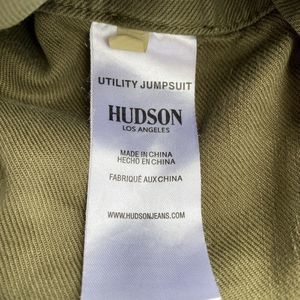 UTILITY JUMPSUIT
HUDSON
LOS ANGELES
MADE IN CHINA
HECHO EN CHINA
FABRIQUÉ AUX CHINA
WWW.HUDSONJEANS.COM